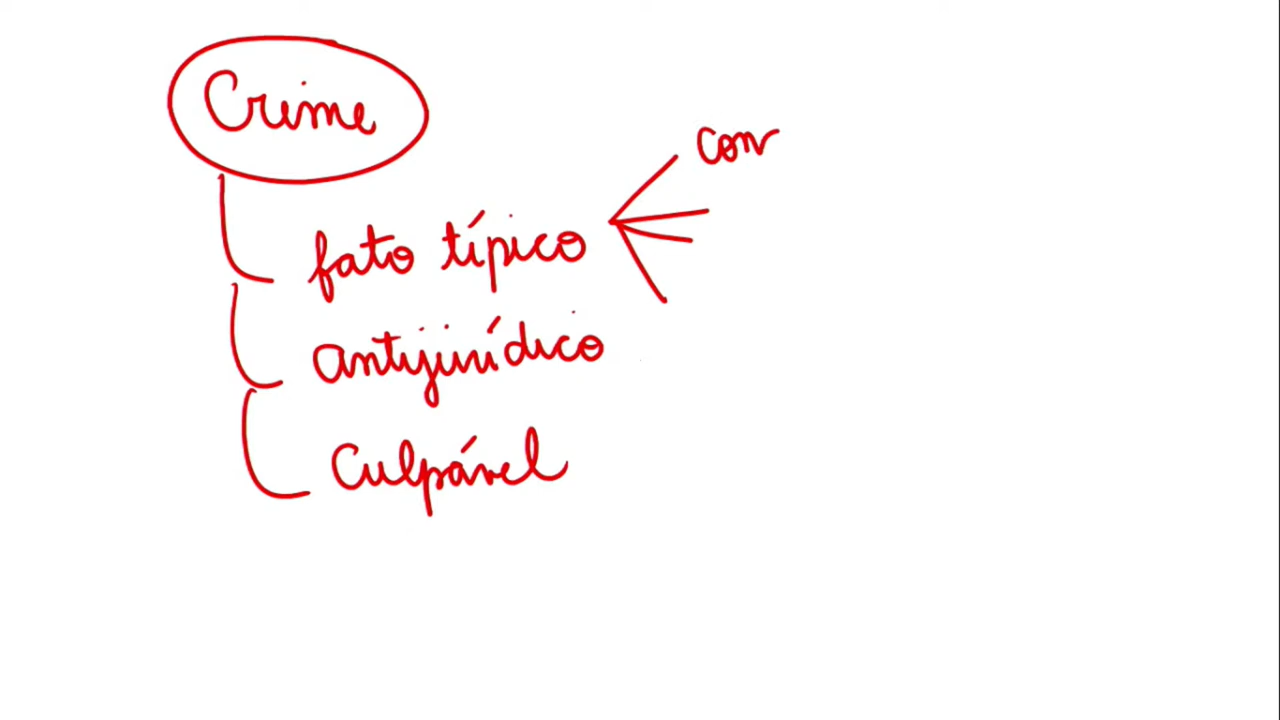 Crime
con
fato típico
antijurídico
Culpável